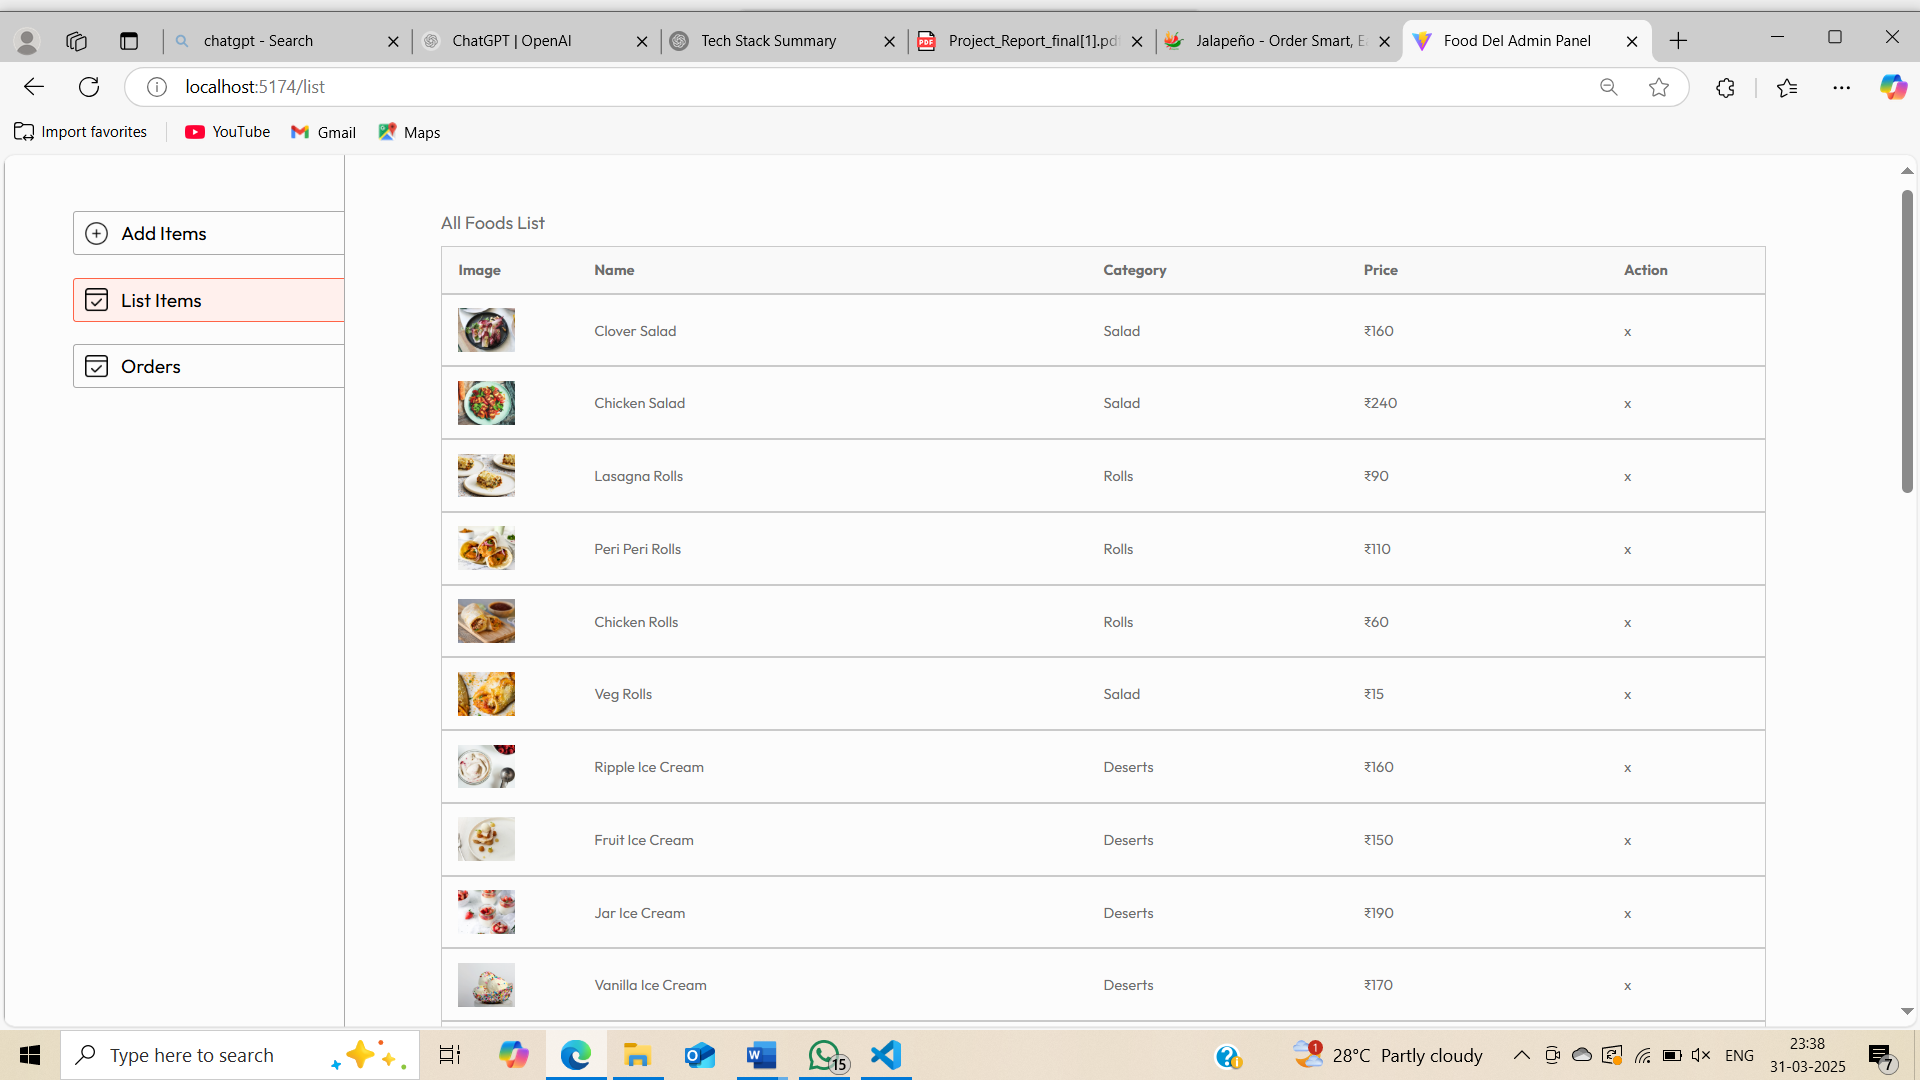 chatgpt - Search
ChatGPT | OpenAI
Tech Stack Summary
Project_Report_final[1].pd
Jalapeño - Order Smart, E
Food Del Admin Panel
localhost:5174/list
Import favorites
YouTube
Gmail
Maps
Add Items
List Items
Orders
All Foods List
Image Name Category Price Action
Clover Salad Salad ₹160 x
Chicken Salad Salad ₹240 x
Lasagna Rolls Rolls ₹90 x
Peri Peri Rolls Rolls ₹110 x
Chicken Rolls Rolls ₹60 x
Veg Rolls Salad ₹15 x
Ripple Ice Cream Deserts ₹160 x
Fruit Ice Cream Deserts ₹150 x
Jar Ice Cream Deserts ₹190 x
Vanilla Ice Cream Deserts ₹170 x
Type here to search
15
1
28°C Partly cloudy
ENG
23:38
31-03-2025
7